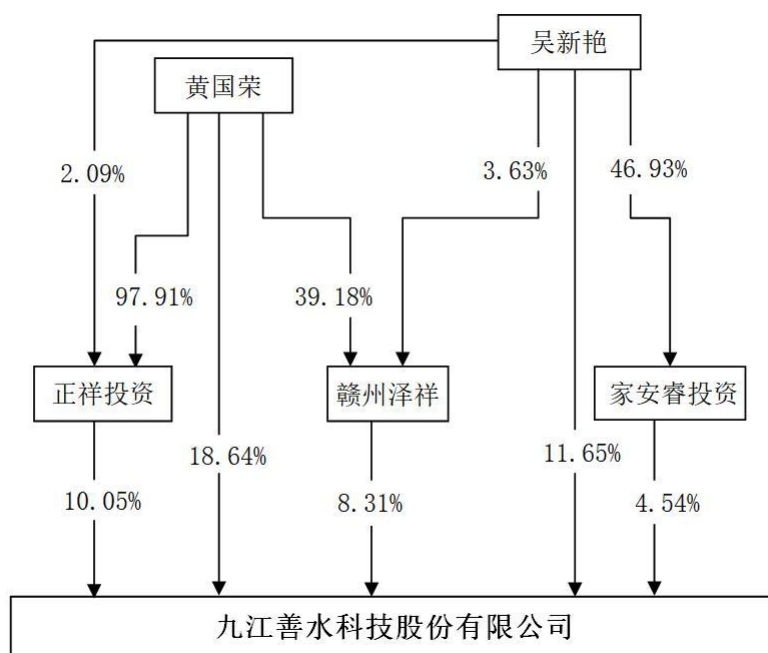 吴新艳
黄国荣
2.09%
3.63%
46.93%
97.91%
39.18%
正祥投资
赣州泽祥
家安睿投资
18.64%
11.65%
10.05%
8.31%
4.54%
九江善水科技股份有限公司